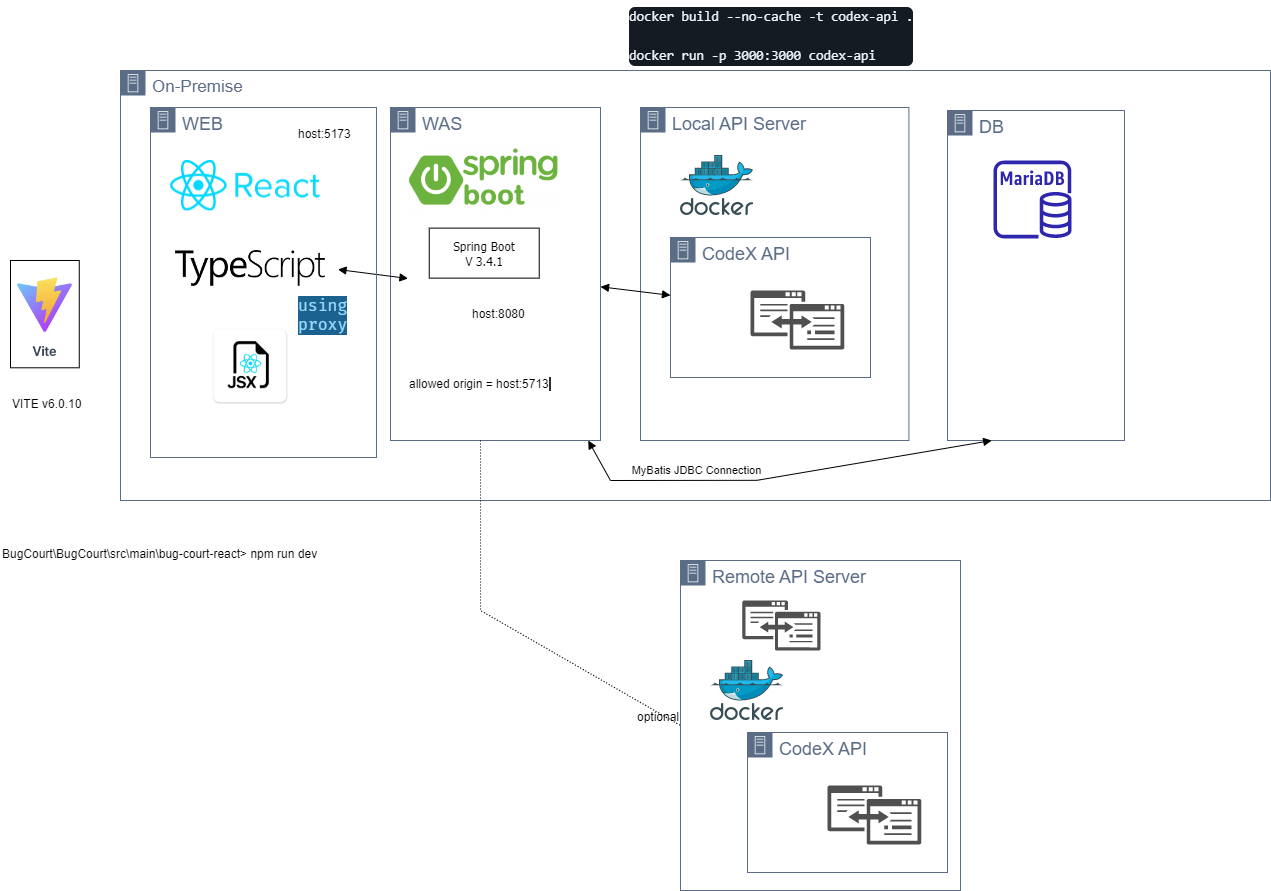 docker build --no-cache -t codex-api .
docker run -p 3000:3000 codex-api
On-Premise
WEB
host:5173
React
TypeScript
using
proxy
JSX
Vite
VITE v6.0.10
WAS
spring
boot
Spring Boot
V 3.4.1
host:8080
allowed origin = host:5713
Local API Server
docker
CodeX API
DB
MariaDB
MyBatis JDBC Connection
BugCourt\BugCourt\src\main\bug-court-react> npm run dev
optional
Remote API Server
docker
CodeX API